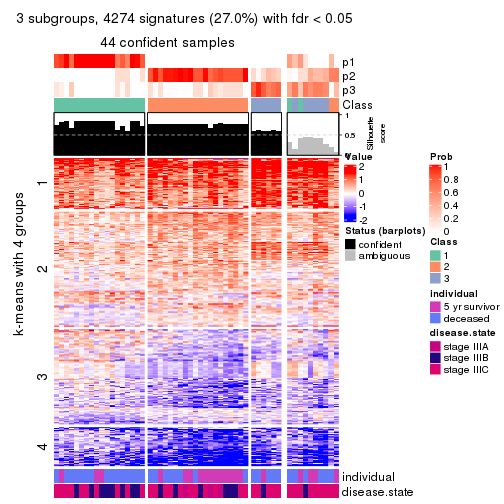 3 subgroups, 4274 signatures (27.0%) with fdr < 0.05
44 confident samples
p1
p2
p3
Class
1
0.5
0
Silhouette
score
k-means with 4 groups
1
2
3
4
Value
2
1
0
-1
-2
Status (barplots)
confident
ambiguous
Prob
1
0.8
0.6
0.4
0.2
0
Class
1
2
3
individual
5 yr survivor
deceased
disease.state
stage IIIA
stage IIIB
stage IIIC
individual
disease.state